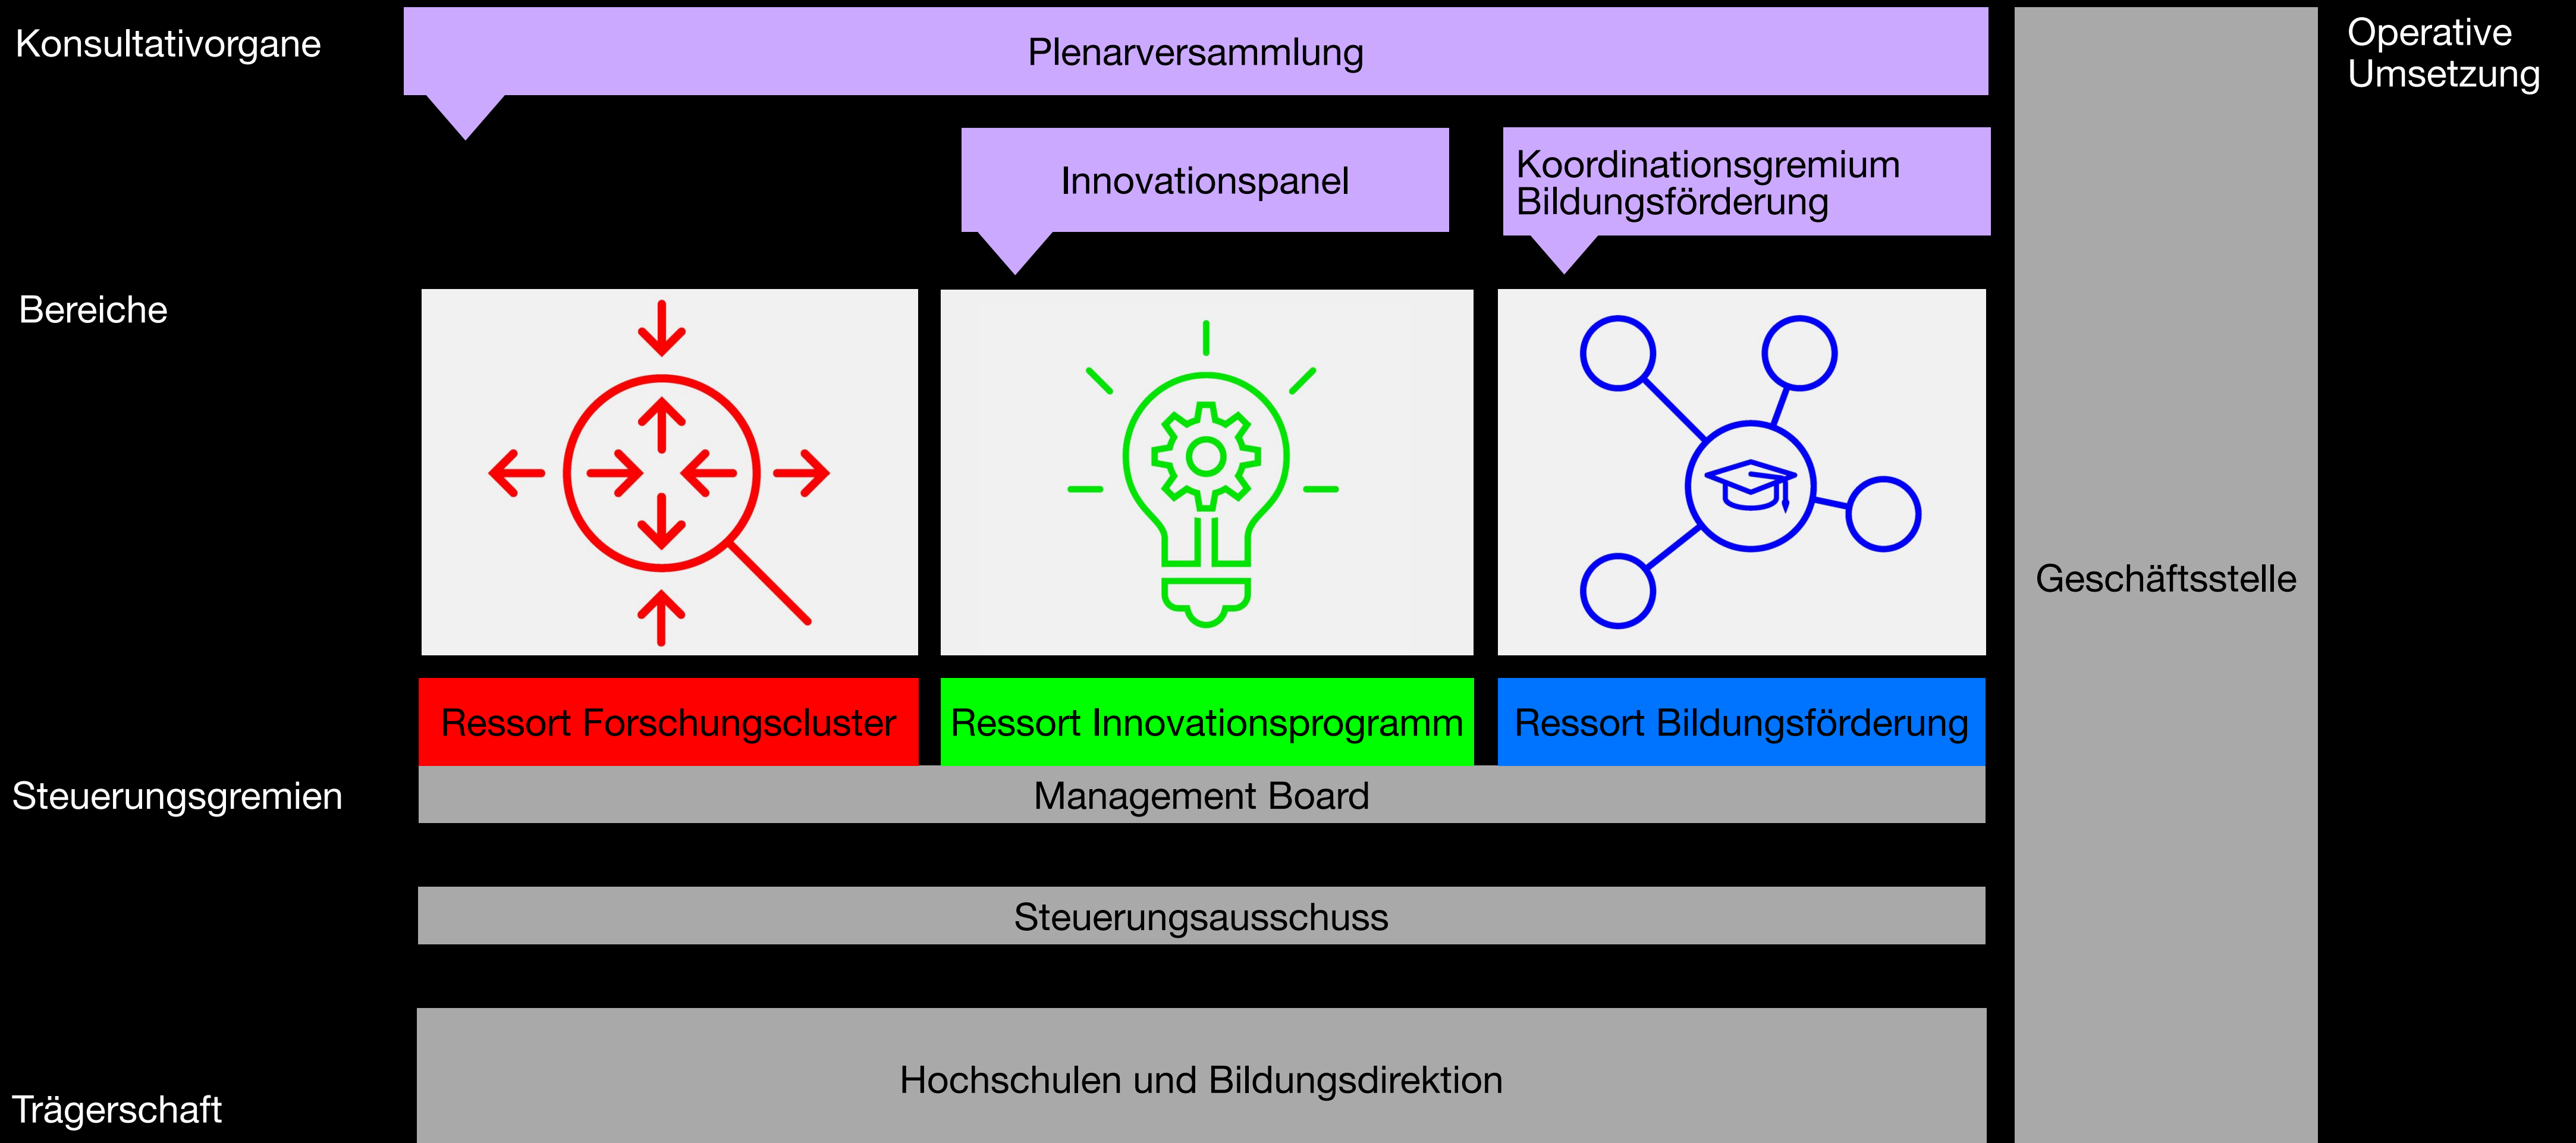 Konsultativorgane
Plenarversammlung
Operative
Umsetzung
Innovationspanel
Koordinationsgremium
Bildungsförderung
Bereiche
Geschäftsstelle
Ressort Forschungscluster
Ressort Innovationsprogramm
Ressort Bildungsförderung
Steuerungsgremien
Management Board
Steuerungsausschuss
Hochschulen und Bildungsdirektion
Trägerschaft